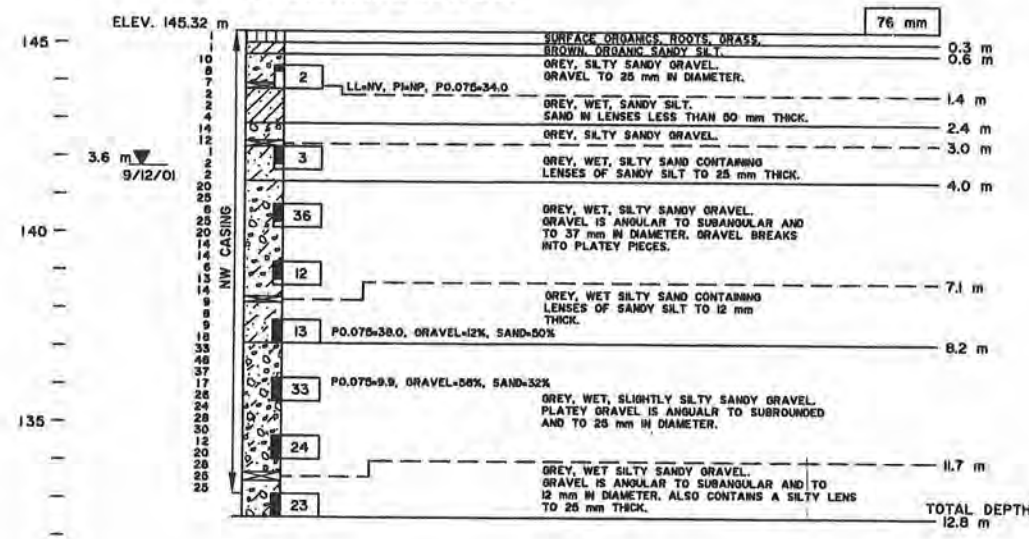 ELEV. 145.32 m
76 mm
145
SURFACE ORGANICS, ROOTS, GRASS.
0.3 m
BROWN, ORGANIC SANDY SILT.
0.6 m
GREY, SILTY SANDY GRAVEL.
GRAVEL TO 25 mm IN DIAMETER.
2
LL=NV, PI=NP, P0.075=34.0
1.4 m
GREY, WET, SANDY SILT.
SAND IN LENSES LESS THAN 50 mm THICK.
2.4 m
GREY, SILTY SANDY GRAVEL.
3.0 m
3.6 m
9/12/01
3
GREY, WET, SILTY SAND CONTAINING
LENSES OF SANDY SILT TO 25 mm THICK.
4.0 m
36
GREY, WET, SILTY SANDY GRAVEL.
GRAVEL IS ANGULAR TO SUBANGULAR AND
TO 37 mm IN DIAMETER. GRAVEL BREAKS
INTO PLATEY PIECES.
140
NW CASING
12
7.1 m
GREY, WET SILTY SAND CONTAINING
LENSES OF SANDY SILT TO 12 mm
THICK.
13
P0.075=38.0, GRAVEL=12%, SAND=50%
8.2 m
33
P0.075=9.9, GRAVEL=58%, SAND=32%
GREY, WET, SLIGHTLY SILTY SANDY GRAVEL.
PLATEY GRAVEL IS ANGUALR TO SUBROUNDED
AND TO 25 mm IN DIAMETER.
135
24
11.7 m
GREY, WET SILTY SANDY GRAVEL.
GRAVEL IS ANGULAR TO SUBANGULAR AND TO
12 mm IN DIAMETER. ALSO CONTAINS A SILTY LENS
TO 25 mm THICK.
23
TOTAL DEPTH
12.8 m